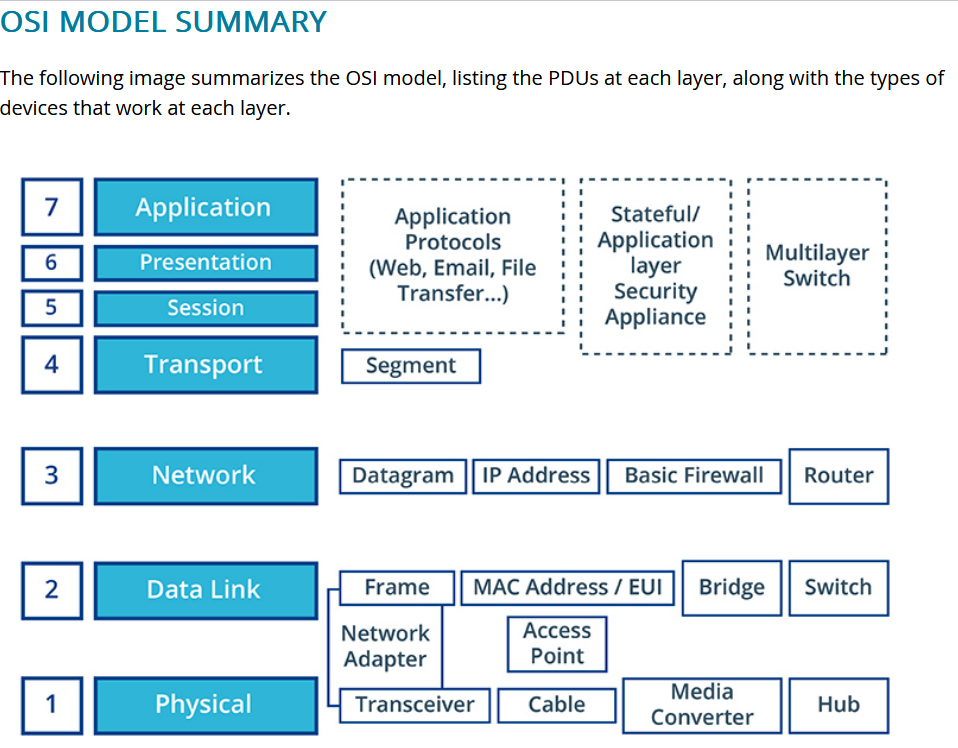 OSI MODEL SUMMARY
The following image summarizes the OSI model, listing the PDUs at each layer, along with the types of
devices that work at each layer.
7
Application
6
Presentation
5
Session
4
Transport
Application
Protocols
(Web, Email, File
Transfer...)
Stateful/
Application
layer
Security
Appliance
Multilayer
Switch
Segment
3
Network
Datagram
IP Address
Basic Firewall
Router
2
Data Link
Frame
MAC Address / EUI
Bridge
Switch
Network
Adapter
Access
Point
1
Physical
Transceiver
Cable
Media
Converter
Hub